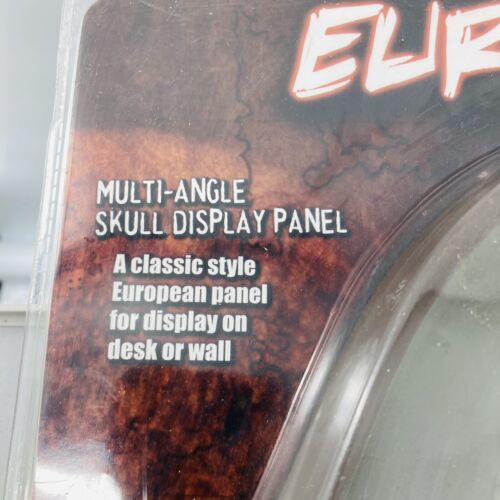 EUR
MULTI-ANGLE
SKULL DISPLAY PANEL
A classic style
European panel
for display on
desk or wall